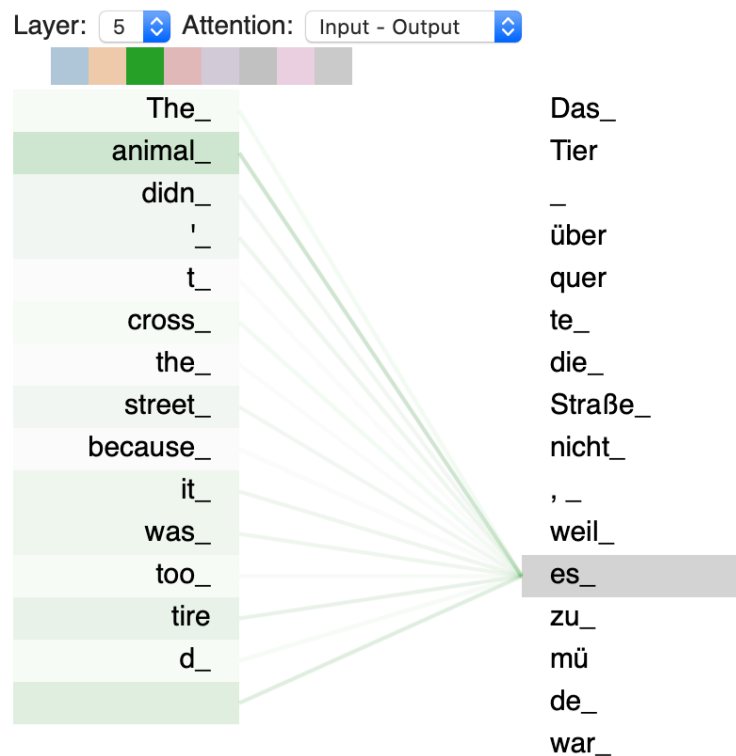 Layer: 5 Attention: Input - Output
The_
animal_
didn_
'_
t_
cross_
the_
street_
because_
it_
was_
too_
tire
d_
Das_
Tier
_
über
quer
te_
die_
Straße_
nicht_
, _
weil_
es_
zu_
mü
de_
war_